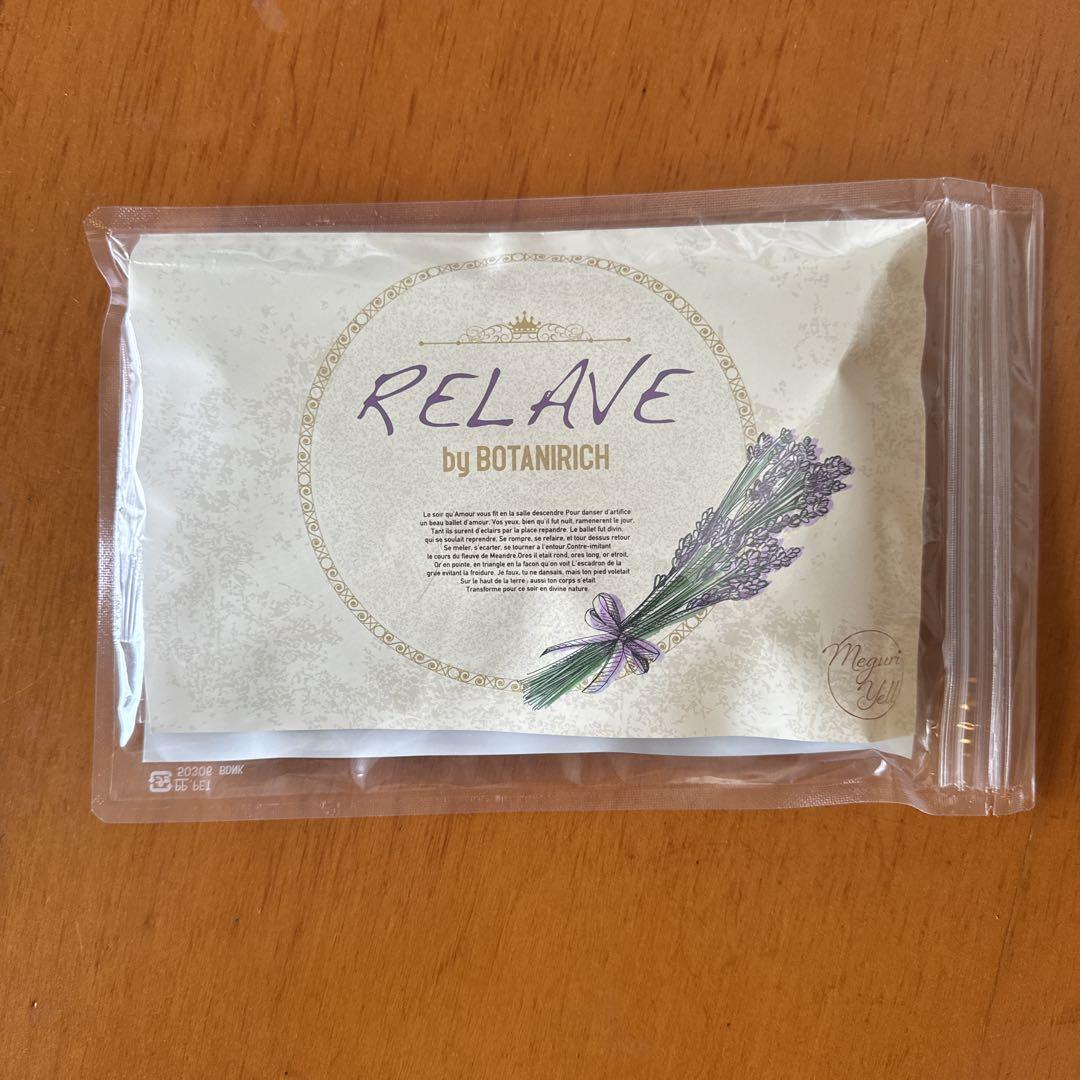 RELAVE
by BOTANIRICH
Le soir qu'Amour vous fit en la salle descendre Pour danser d'artifice
un beau ballet d'amour. Vos yeux, bien qu'il fut nuit, ramenerent le jour.
Tant ils surent d'eclairs par la place repandre. Le ballet fut divin,
qui se soulait reprendre. Se rompre, se refaire, et tour dessus retour
Se meler, s'ecarter, se tourner a l'entour.Contre-imitant
le cours du fleuve de Meandre.Ores il etait rond, ores long, or etroit,
Or en pointe, en triangle en la facon qu'on voit L'escadron de la
grue evitant la froidure. Je faux, tu ne dansais, mais ton pied voletait
Sur le haut de la terre; aussi ton corps s'etait
Transforme pour ce soir en divine nature.
Meguri
Yell
50306 BDNK
PP, PET